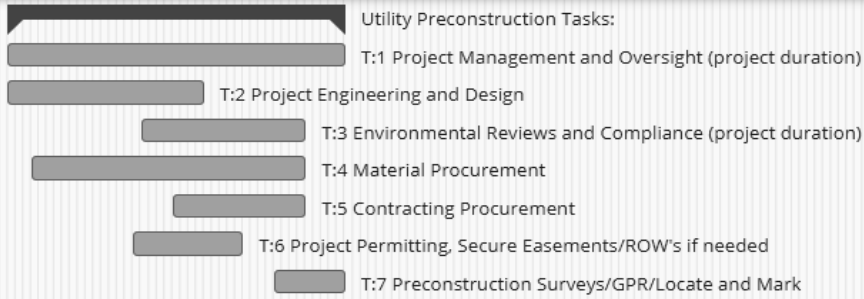 Utility Preconstruction Tasks:
T:1 Project Management and Oversight (project duration)
T:2 Project Engineering and Design
T:3 Environmental Reviews and Compliance (project duration)
T:4 Material Procurement
T:5 Contracting Procurement
T:6 Project Permitting, Secure Easements/ROW's if needed
T:7 Preconstruction Surveys/GPR/Locate and Mark